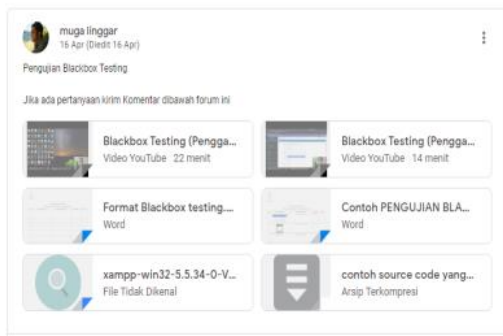 muga linggar
16 Apr (Diedit 16 Apr)
Pengujian Blackbox Testing
Jika ada pertanyaan kirim Komentar dibawah forum ini
Blackbox Testing (Pengga...
Video YouTube 22 menit
Blackbox Testing (Pengga...
Video YouTube 14 menit
Format Blackbox testing....
Word
Contoh PENGUJIAN BLA...
Word
xampp-win32-5.5.34-0-V...
File Tidak Dikenal
contoh source code yang...
Arsip Terkompresi